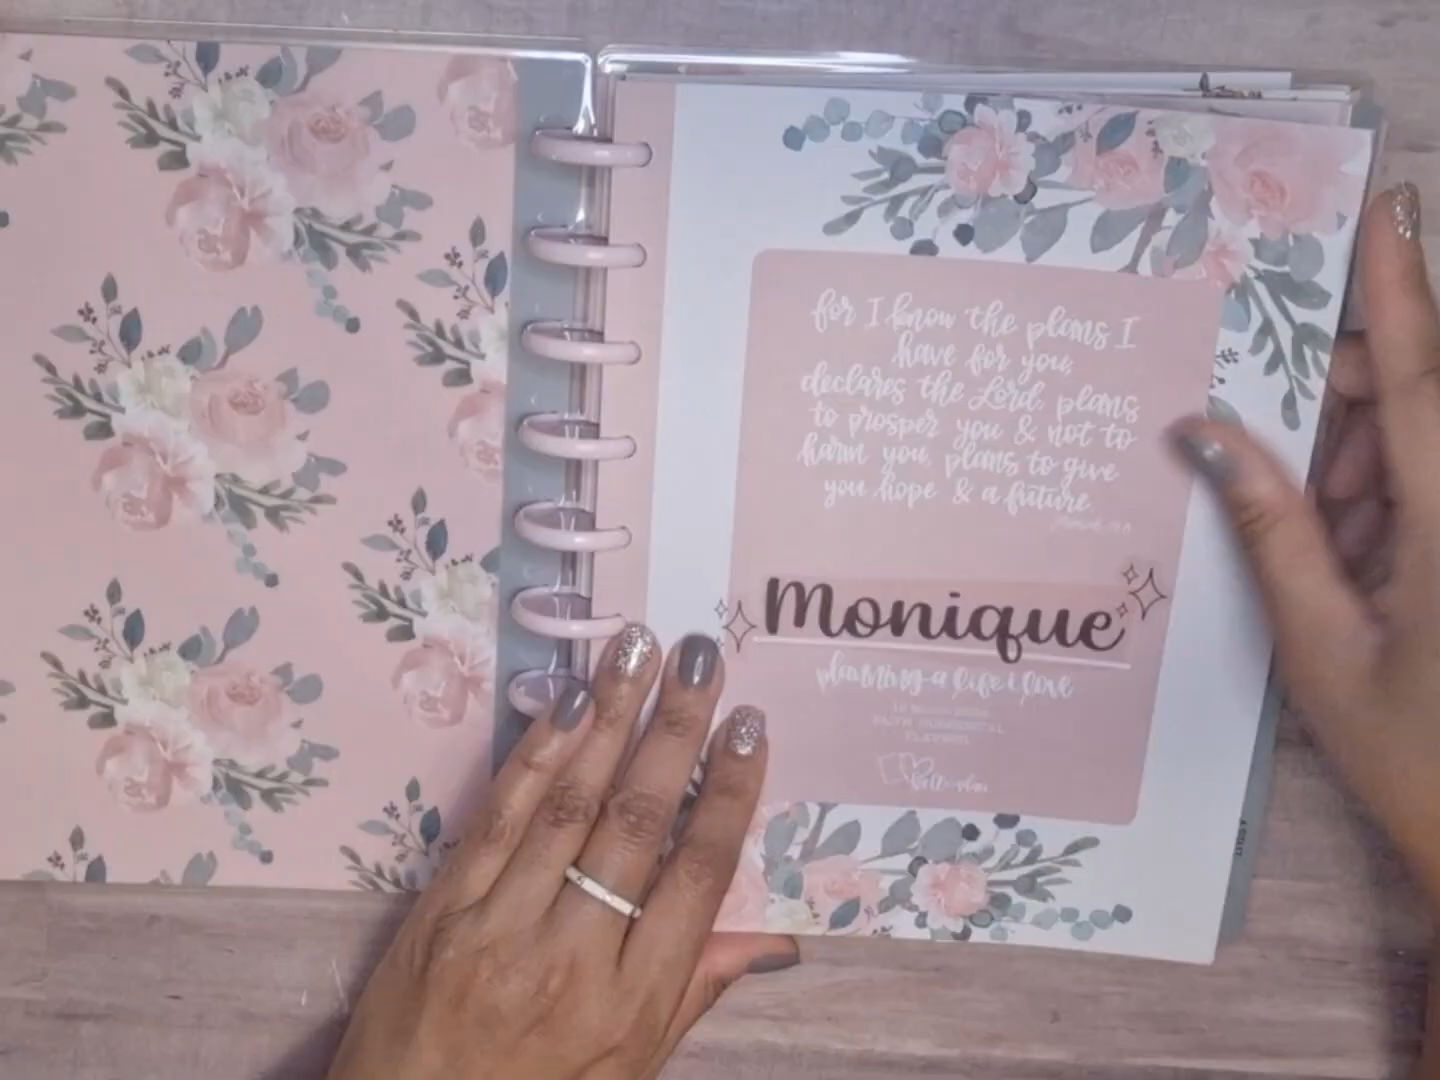 for I know the plans I
have for you,
declares the Lord, plans
to prosper you & not to
harm you, plans to give
you hope & a future.
Monique
planning a life i love